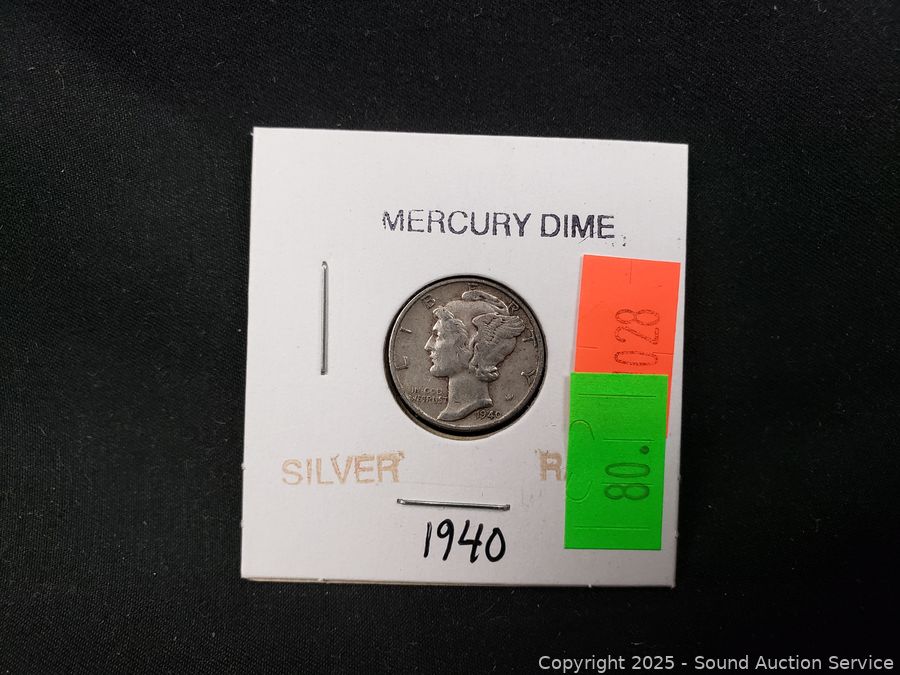 MERCURY DIME
LIBERTY
IN GOD
WE TRUST
1940
028
80.
SILVER
1940
Copyright © 2025 - Sound Auction Service